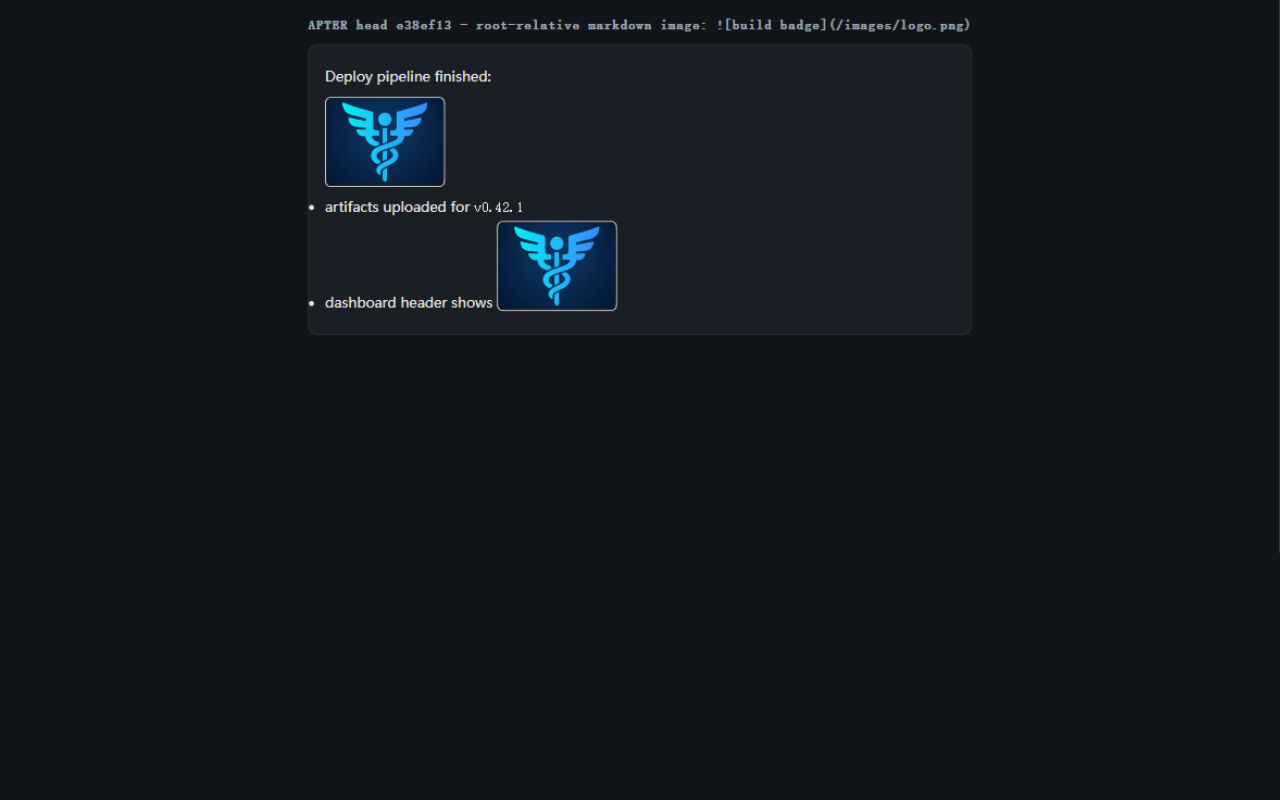 AFTER head e38ef13 - root-relative markdown image: ![build badge](/images/logo.png)
Deploy pipeline finished:
• artifacts uploaded for v0.42.1
• dashboard header shows